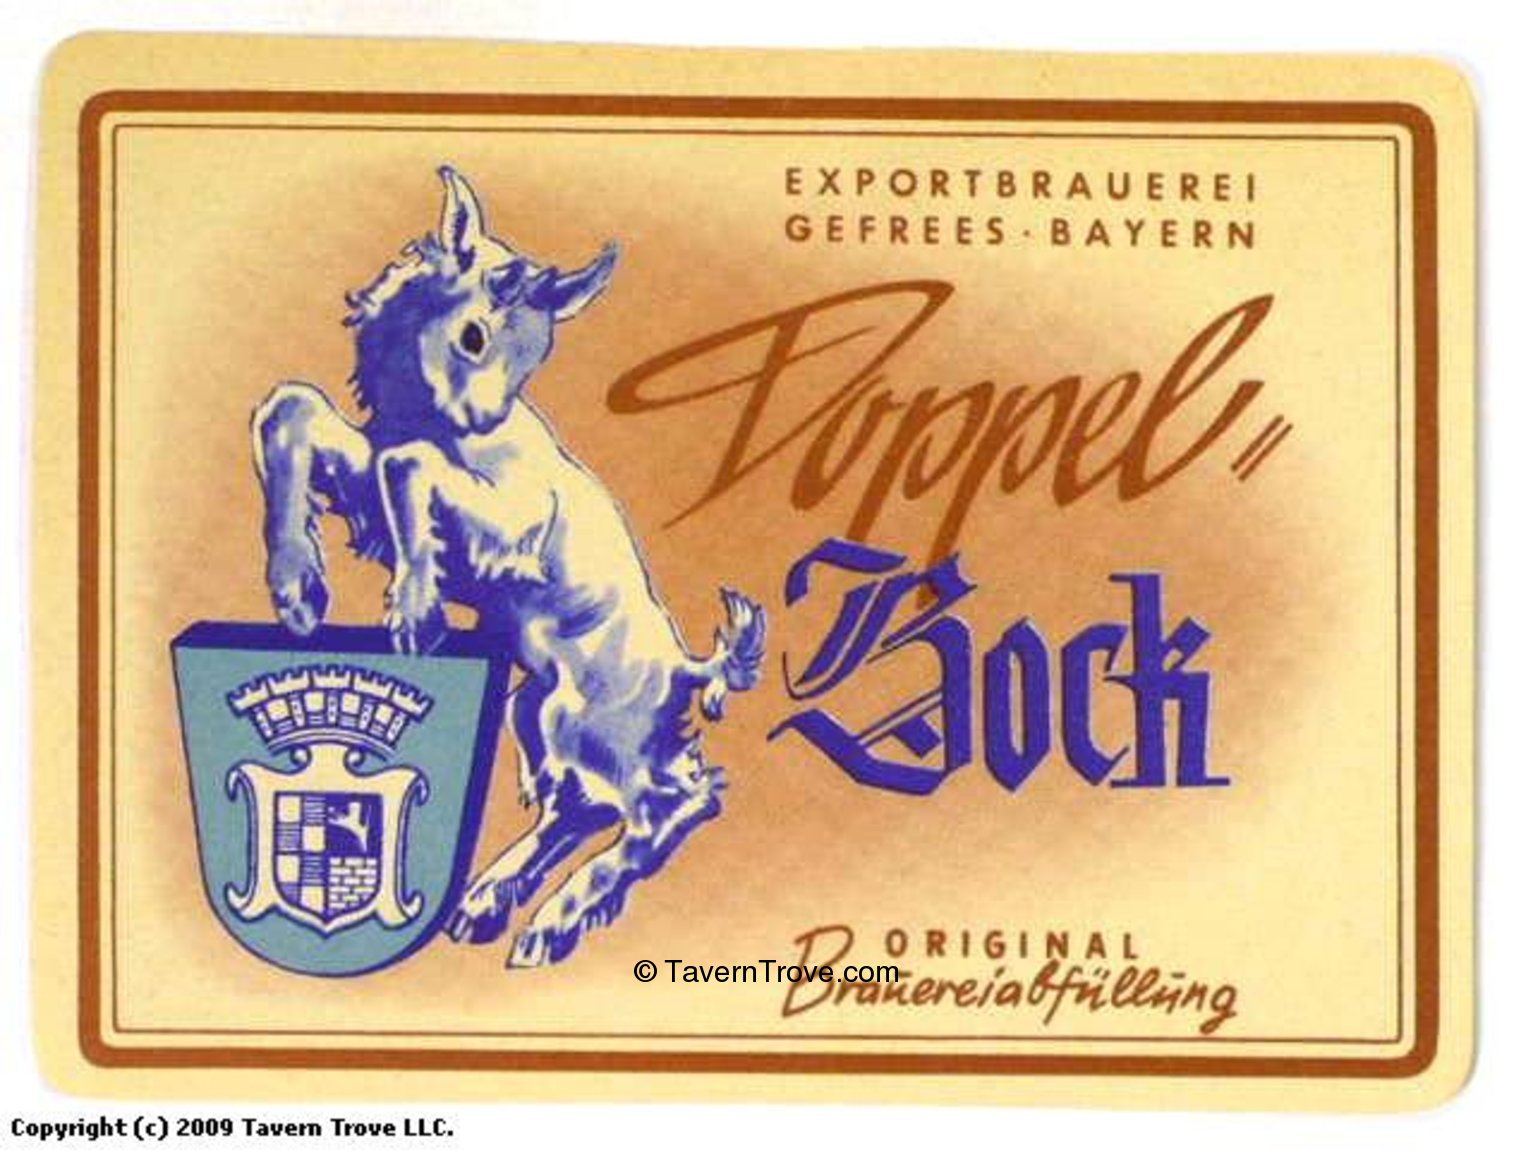 EXPORTBRAUEREI
GEFREES · BAYERN
Doppel=
Bock
ORIGINAL
Brauereiabfüllung
© TavernTrove.com
Copyright (c) 2009 Tavern Trove LLC.